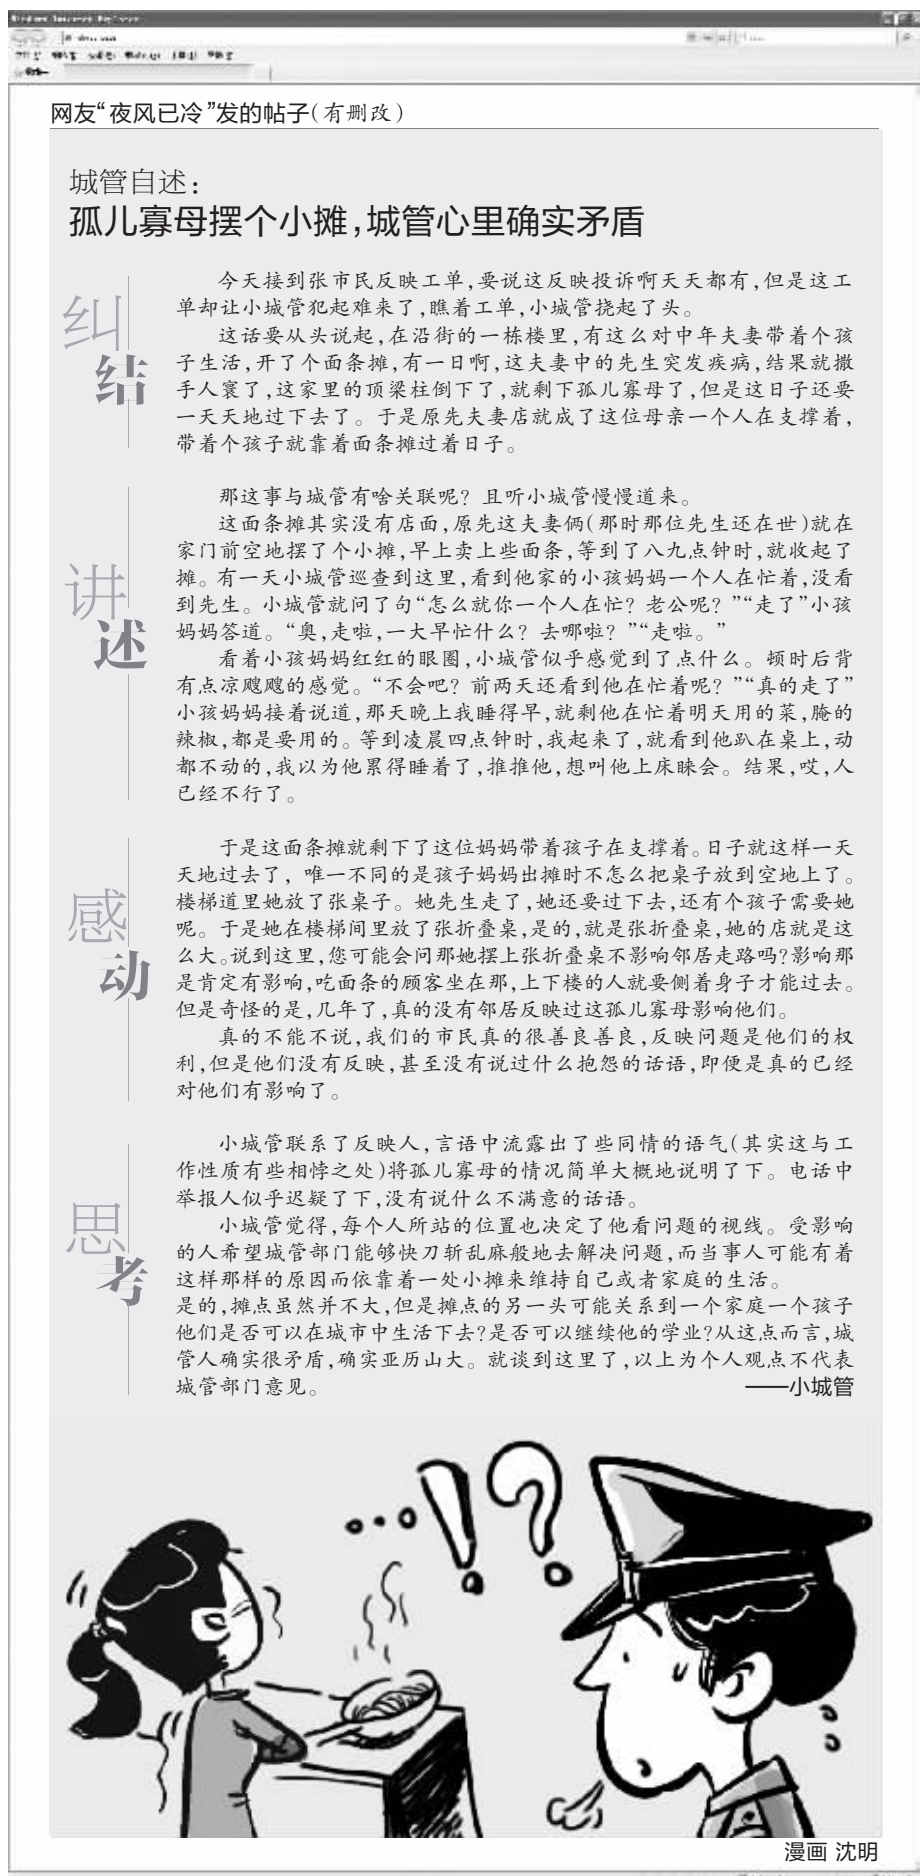 网友“夜风已冷”发的帖子(有删改)
城管自述:
孤儿寡母摆个小摊,城管心里确实矛盾
纠结
今天接到张市民反映工单,要说这反映投诉啊天天都有,但是这工
单却让小城管犯起难来了,瞧着工单,小城管挠起了头。
这话要从头说起,在沿街的一栋楼里,有这么对中年夫妻带着个孩
子生活,开了个面条摊,有一日啊,这夫妻中的先生突发疾病,结果就撒
手人寰了,这家里的顶梁柱倒下了,就剩下孤儿寡母了,但是这日子还要
一天天地过下去了。于是原先夫妻店就成了这位母亲一个人在支撑着,
带着个孩子就靠着面条摊过着日子。
讲述
那这事与城管有啥关联呢？且听小城管慢慢道来。
这面条摊其实没有店面,原先这夫妻俩(那时那位先生还在世)就在
家门前空地摆了个小摊,早上卖上些面条,等到了八九点钟时,就收起了
摊。有一天小城管巡查到这里,看到他家的小孩妈妈一个人在忙着,没看
到先生。小城管就问了句“怎么就你一个人在忙？老公呢？”“走了”小孩
妈妈答道。“奥,走啦,一大早忙什么？去哪啦？”“走啦。”
看着小孩妈妈红红的眼圈,小城管似乎感觉到了点什么。顿时后背
有点凉飕飕的感觉。“不会吧？前两天还看到他在忙着呢？”“真的走了”
小孩妈妈接着说道,那天晚上我睡得早,就剩他在忙着明天用的菜,腌的
辣椒,都是要用的。等到凌晨四点钟时,我起来了,就看到他趴在桌上,动
都不动的,我以为他累得睡着了,推推他,想叫他上床眯会。结果,哎,人
已经不行了。
感动
于是这面条摊就剩下了这位妈妈带着孩子在支撑着。日子就这样一天
天地过去了，唯一不同的是孩子妈妈出摊时不怎么把桌子放到空地上了。
楼梯道里她放了张桌子。她先生走了,她还要过下去,还有个孩子需要她
呢。于是她在楼梯间里放了张折叠桌,是的,就是张折叠桌,她的店就是这
么大。说到这里,您可能会问那她摆上张折叠桌不影响邻居走路吗?影响那
是肯定有影响,吃面条的顾客坐在那,上下楼的人就要侧着身子才能过去。
但是奇怪的是,几年了,真的没有邻居反映过这孤儿寡母影响他们。
真的不能不说,我们的市民真的很善良善良,反映问题是他们的权
利,但是他们没有反映,甚至没有说过什么抱怨的话语,即便是真的已经
对他们有影响了。
思考
小城管联系了反映人,言语中流露出了些同情的语气(其实这与工
作性质有些相悖之处)将孤儿寡母的情况简单大概地说明了下。电话中
举报人似乎迟疑了下,没有说什么不满意的话语。
小城管觉得,每个人所站的位置也决定了他看问题的视线。受影响
的人希望城管部门能够快刀斩乱麻般地去解决问题,而当事人可能有着
这样那样的原因而依靠着一处小摊来维持自己或者家庭的生活。
是的,摊点虽然并不大,但是摊点的另一头可能关系到一个家庭一个孩子
他们是否可以在城市中生活下去?是否可以继续他的学业?从这点而言,城
管人确实很矛盾,确实亚历山大。就谈到这里了,以上为个人观点不代表
城管部门意见。 ——小城管
…!?
漫画 沈明